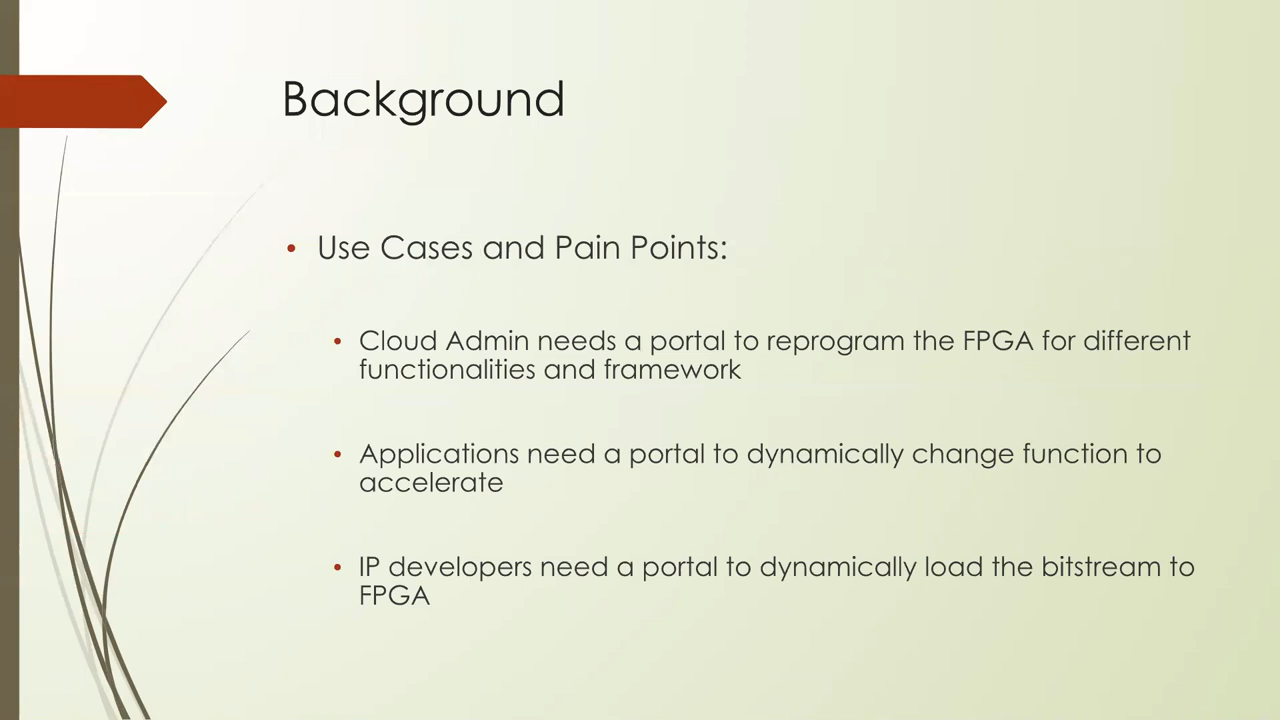 Background
• Use Cases and Pain Points:
• Cloud Admin needs a portal to reprogram the FPGA for different
functionalities and framework
• Applications need a portal to dynamically change function to
accelerate
• IP developers need a portal to dynamically load the bitstream to
FPGA